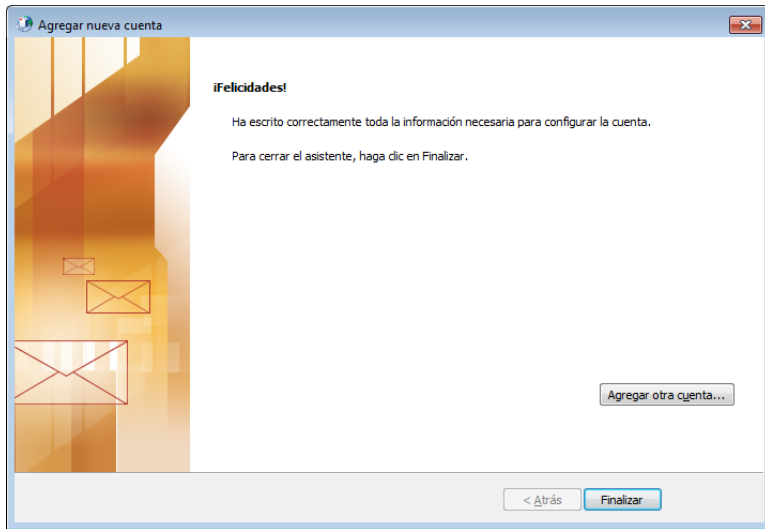 Agregar nueva cuenta
¡Felicidades!
Ha escrito correctamente toda la información necesaria para configurar la cuenta.
Para cerrar el asistente, haga clic en Finalizar.
Agregar otra cuenta...
< Atrás
Finalizar